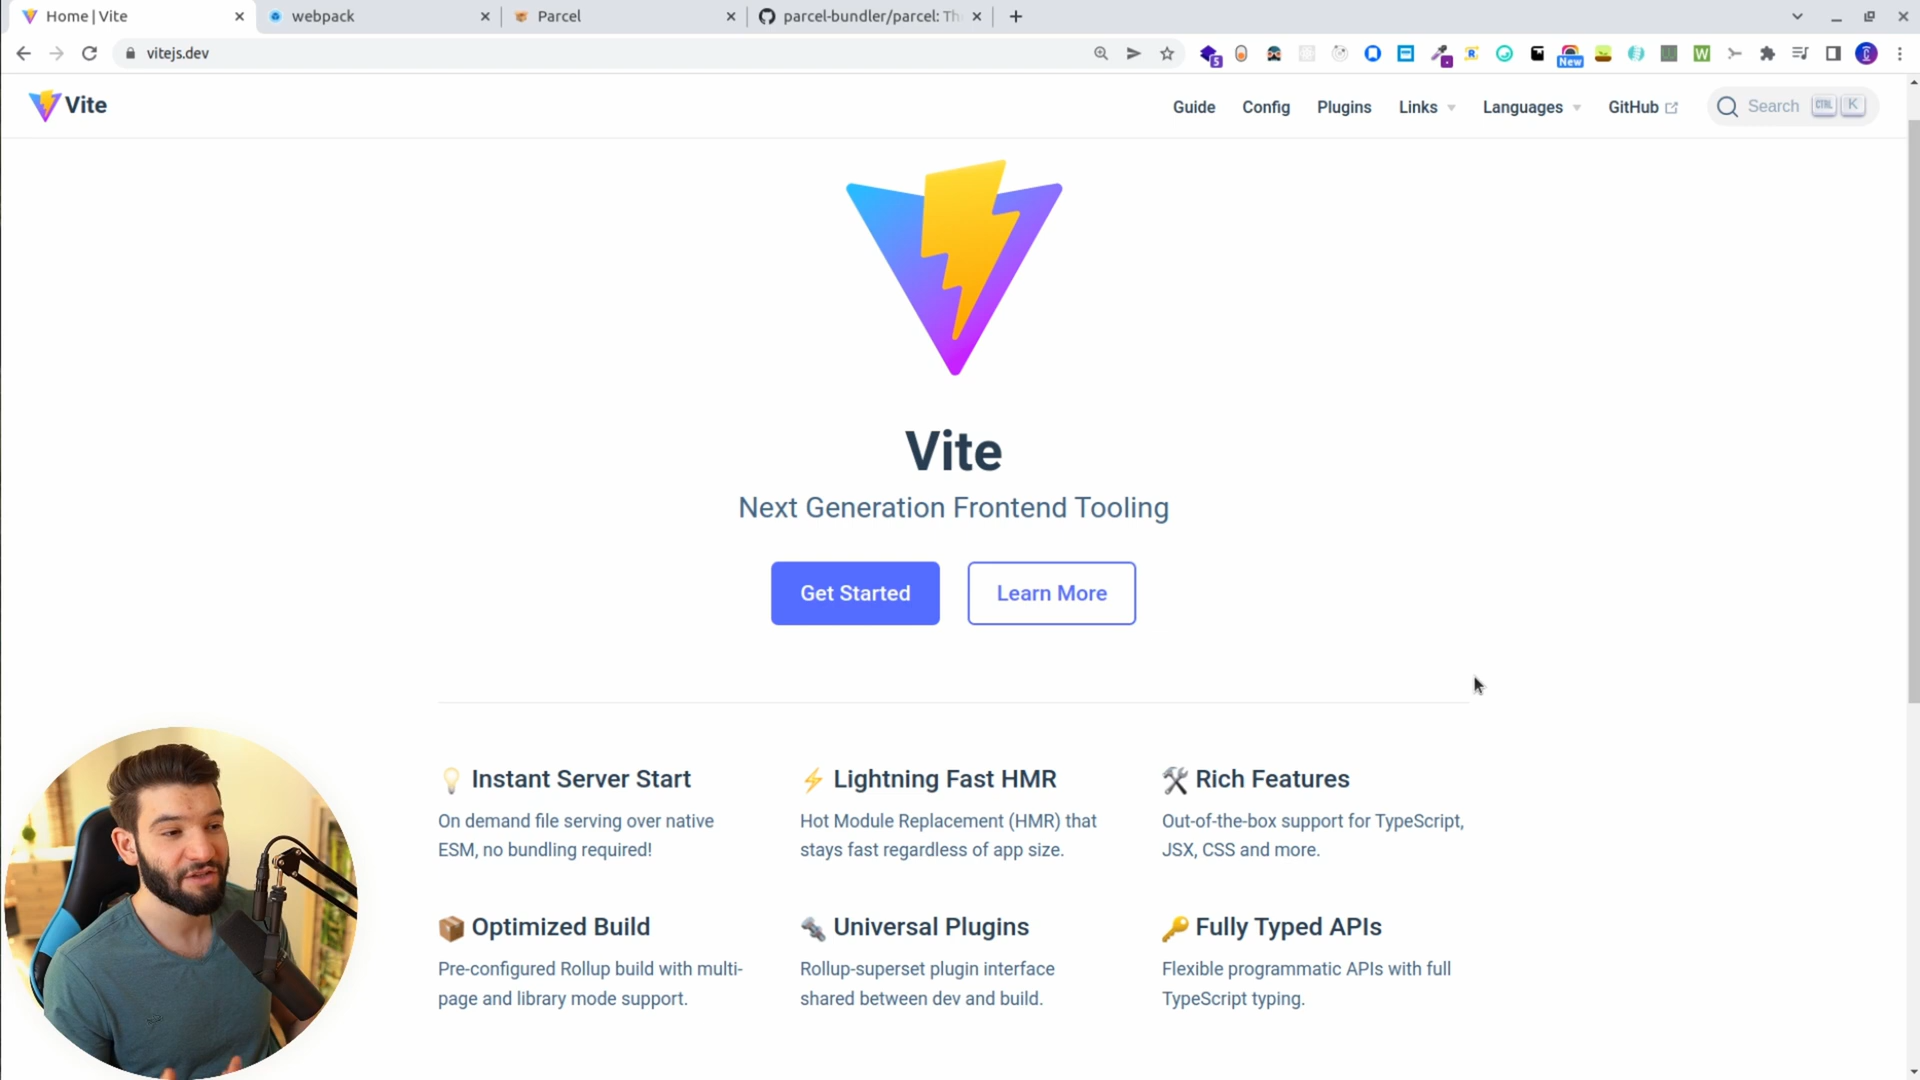 Home | Vite
webpack
Parcel
parcel-bundler/parcel: Th
vitejs.dev
5
New
Vite
Guide
Config
Plugins
Links
Languages
GitHub
Search
CTRL
K
Vite
Next Generation Frontend Tooling
Get Started
Learn More
Instant Server Start
On demand file serving over native
ESM, no bundling required!
Lightning Fast HMR
Hot Module Replacement (HMR) that
stays fast regardless of app size.
Rich Features
Out-of-the-box support for TypeScript,
JSX, CSS and more.
Optimized Build
Pre-configured Rollup build with multi-
page and library mode support.
Universal Plugins
Rollup-superset plugin interface
shared between dev and build.
Fully Typed APIs
Flexible programmatic APIs with full
TypeScript typing.